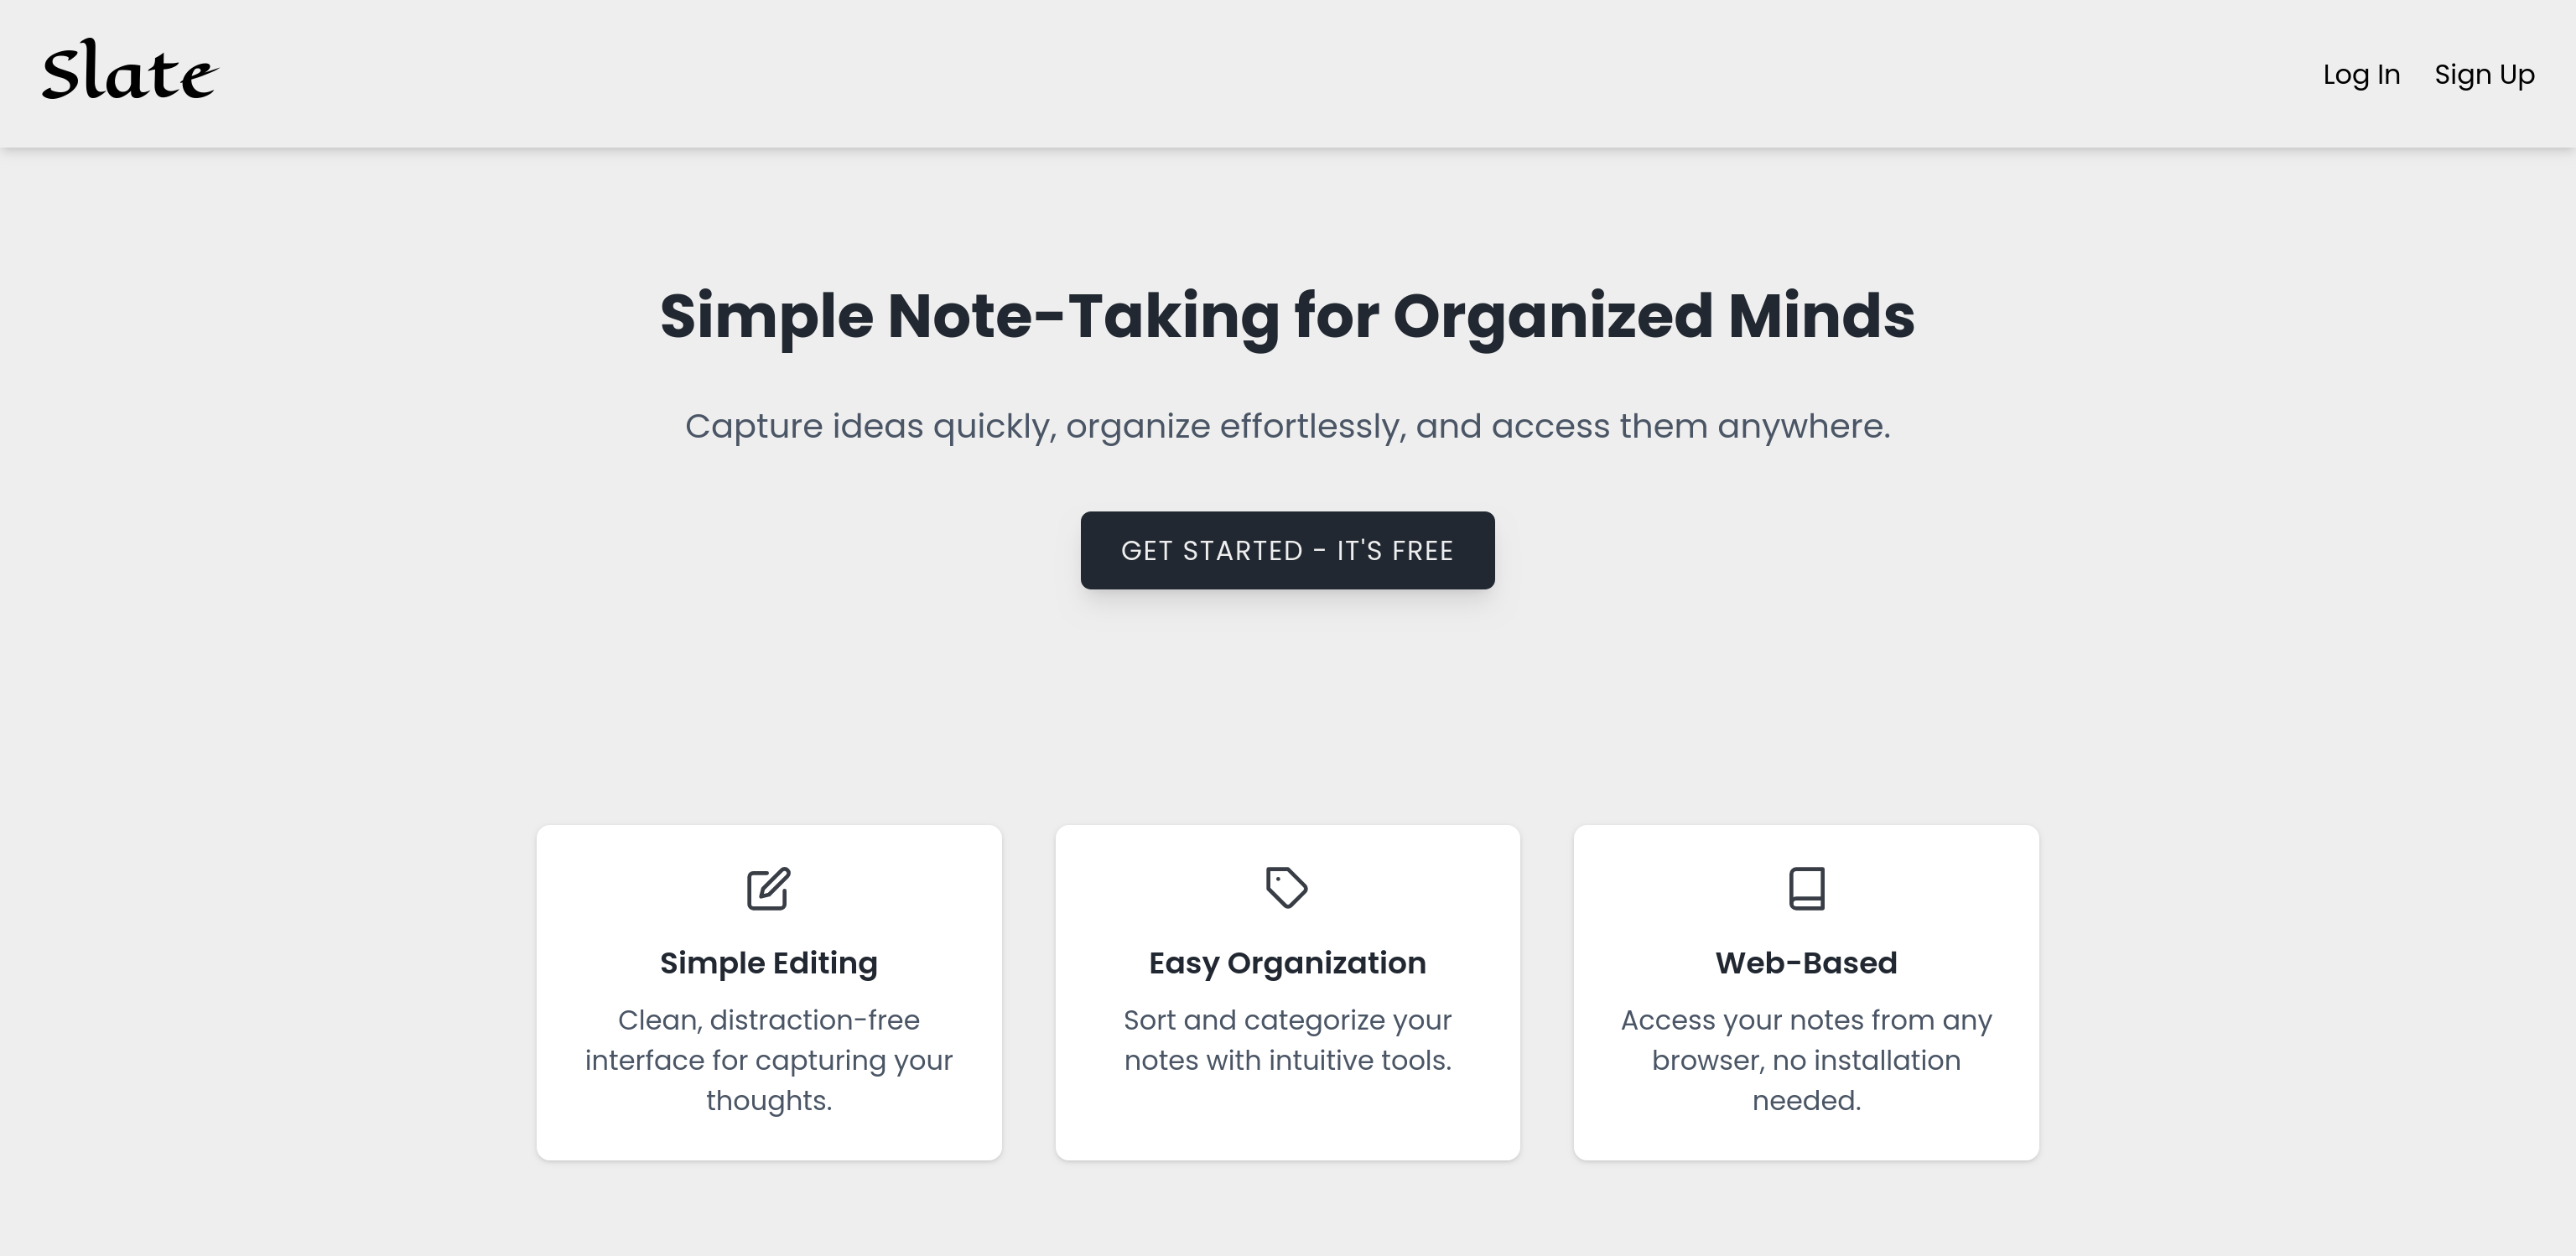 Slate
Log In Sign Up
Simple Note-Taking for Organized Minds
Capture ideas quickly, organize effortlessly, and access them anywhere.
GET STARTED - IT'S FREE
Simple Editing
Clean, distraction-free
interface for capturing your
thoughts.
Easy Organization
Sort and categorize your
notes with intuitive tools.
Web-Based
Access your notes from any
browser, no installation
needed.